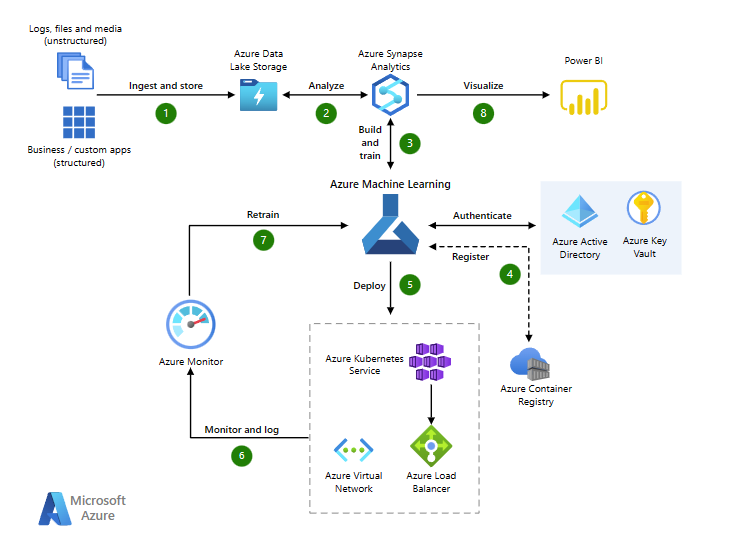 Logs, files and media
(unstructured)
Azure Data
Lake Storage
Azure Synapse
Analytics
Power BI
Ingest and store
Analyze
Visualize
1
2
8
Business / custom apps
(structured)
Build
and
train
3
Azure Machine Learning
Retrain
7
Authenticate
Register
4
Azure Active
Directory
Azure Key
Vault
Deploy
5
Azure Monitor
Azure Kubernetes
Service
Azure Container
Registry
Monitor and log
6
Azure Virtual
Network
Azure Load
Balancer
Microsoft
Azure